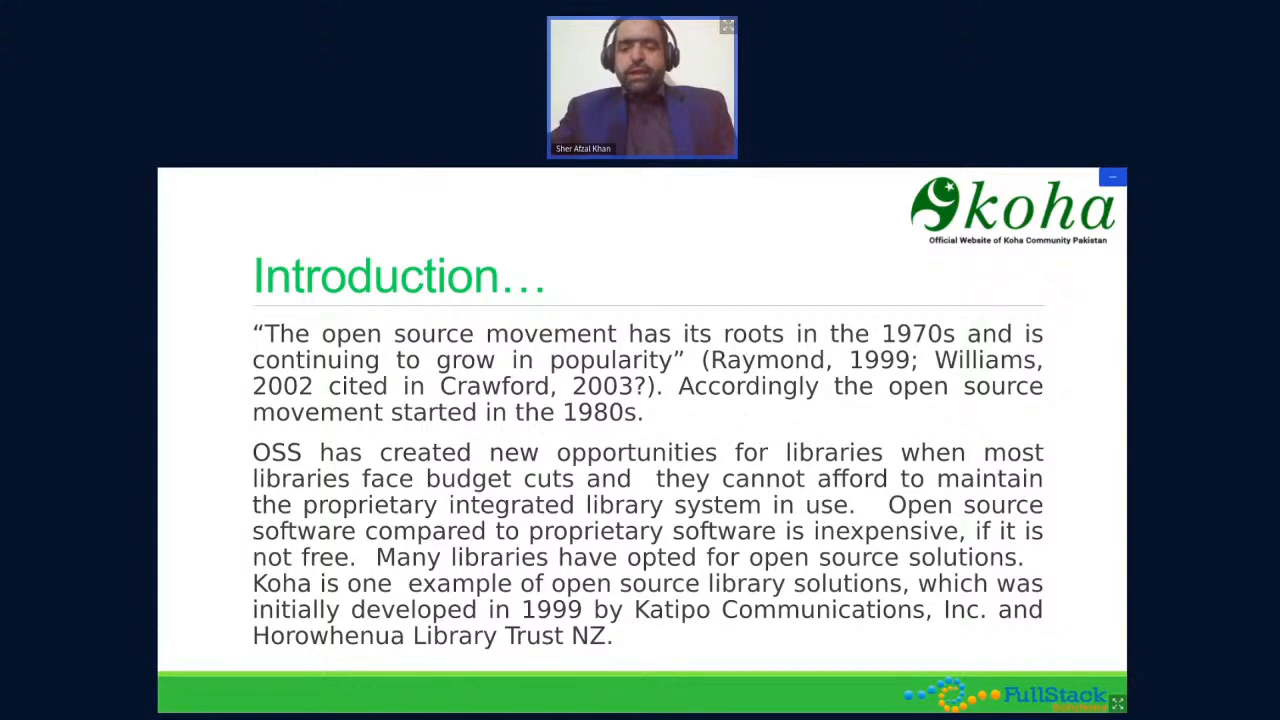 Sher Afzal Khan
koha
Official Website of Koha Community Pakistan
Introduction...
“The open source movement has its roots in the 1970s and is
continuing to grow in popularity” (Raymond, 1999; Williams,
2002 cited in Crawford, 2003?). Accordingly the open source
movement started in the 1980s.
OSS has created new opportunities for libraries when most
libraries face budget cuts and they cannot afford to maintain
the proprietary integrated library system in use. Open source
software compared to proprietary software is inexpensive, if it is
not free. Many libraries have opted for open source solutions.
Koha is one example of open source library solutions, which was
initially developed in 1999 by Katipo Communications, Inc. and
Horowhenua Library Trust NZ.
FullStack
Solutions